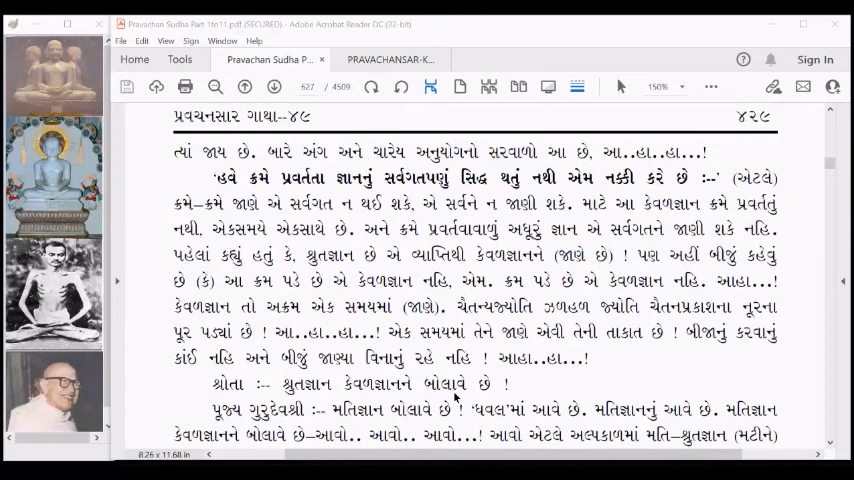 Pravachan Sudha Part 1to11.pdf (SECURED) - Adobe Acrobat Reader DC (32-bit)
File Edit View Sign Window Help
Home Tools Pravachan Sudha P... × PRAVACHANSAR-K... Sign In
627 / 4509 150%
પ્રવચનસાર ગાથા--૪૯ ૪૨૯
ત્યાં જાય છે. બારે અંગ અને ચારેય અનુયોગનો સરવાળો આ છે, આ..હા..હા...!
‘હવે ક્રમે પ્રવર્તતા જ્ઞાનનું સર્વગતપણું સિદ્ધ થતું નથી એમ નક્કી કરે છે :--’ (એટલે)
ક્રમે–ક્રમે જાણે એ સર્વગત ન થઈ શકે, એ સર્વને ન જાણી શકે. માટે આ કેવળજ્ઞાન ક્રમે પ્રવર્તતું
નથી, એકસમયે એકસાથે છે. અને ક્રમે પ્રવર્તવાવાળું અધૂરું જ્ઞાન એ સર્વગતને જાણી શકે નહિ.
પહેલાં કહ્યું હતું કે, શ્રુતજ્ઞાન છે એ વ્યાપ્તિથી કેવળજ્ઞાનને (જાણે છે) ! પણ અહીં બીજું કહેવું
છે (કે) આ ક્રમ પડે છે એ કેવળજ્ઞાન નહિ, એમ. ક્રમ પડે છે એ કેવળજ્ઞાન નહિ. આહા...!
કેવળજ્ઞાન તો અક્રમ એક સમયમાં (જાણે). ચૈતન્યજ્યોતિ ઝળહળ જ્યોતિ ચૈતનપ્રકાશના નૂરના
પૂર પડ્યાં છે ! આ..હા..હા...! એક સમયમાં તેને જાણે એવી તેની તાકાત છે ! બીજાનું કરવાનું
કાંઈ નહિ અને બીજું જાણ્યા વિનાનું રહે નહિ ! આહા..હા...!
શ્રોતા :-- શ્રુતજ્ઞાન કેવળજ્ઞાનને બોલાવે છે !
પૂજ્ય ગુરુદેવશ્રી :-- મતિજ્ઞાન બોલાવે છે ! ‘ધવલ’માં આવે છે. મતિજ્ઞાનનું આવે છે. મતિજ્ઞાન
કેવળજ્ઞાનને બોલાવે છે–આવો.. આવો.. આવો...! આવો એટલે અલ્પકાળમાં મતિ–શ્રુતજ્ઞાન (મટીને)
8.26 x 11.68 in